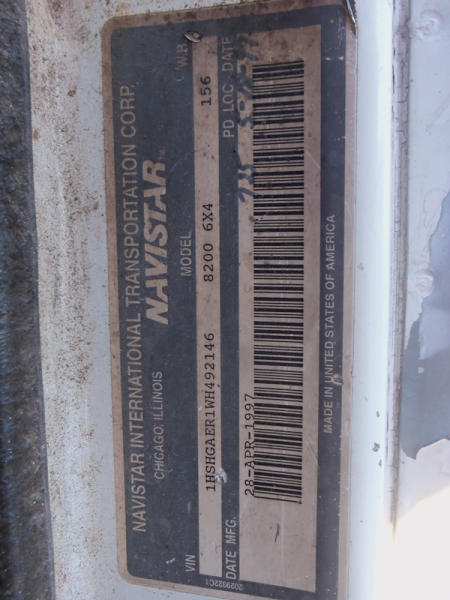 NAVISTAR INTERNATIONAL TRANSPORTATION CORP.
CHICAGO, ILLINOIS
NAVISTAR
VIN MODEL W.B.
1HSHGAER1WH492146 8200 6X4 156
DATE MFG. PD LOC DATE
28-APR-1997
MADE IN UNITED STATES OF AMERICA
2029322C1